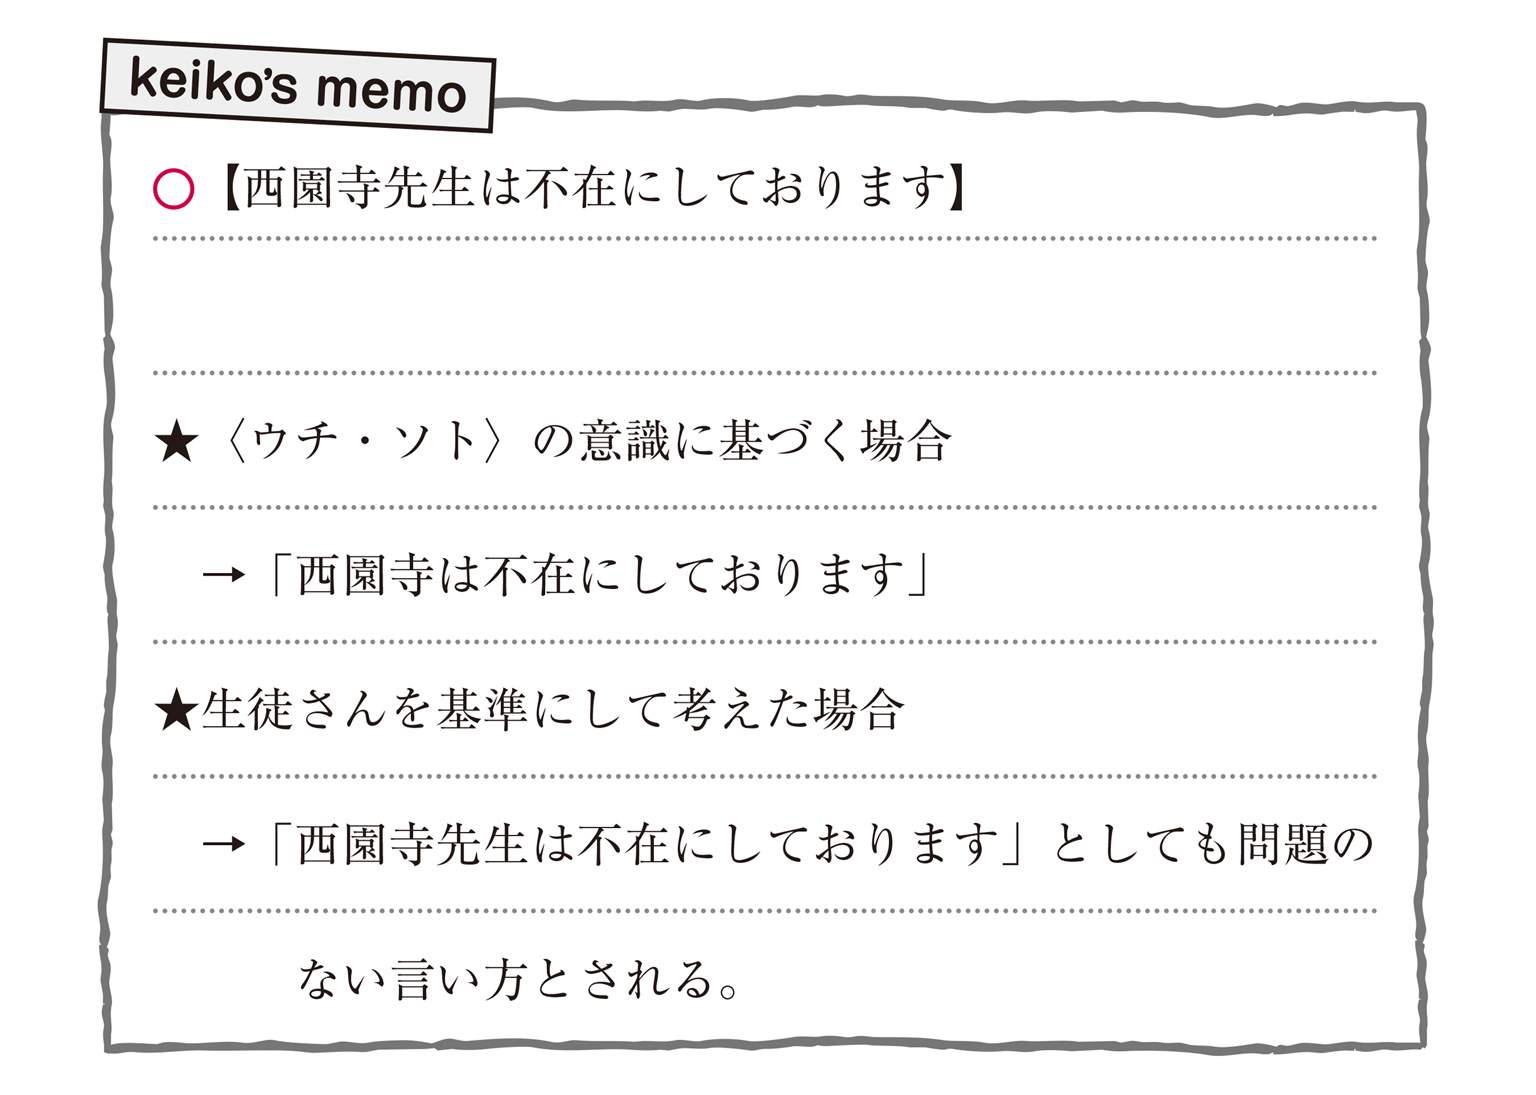 keiko's memo
○【西園寺先生は不在にしております】
★〈ウチ・ソト〉の意識に基づく場合
→「西園寺は不在にしております」
★生徒さんを基準にして考えた場合
→「西園寺先生は不在にしております」としても問題の
ない言い方とされる。